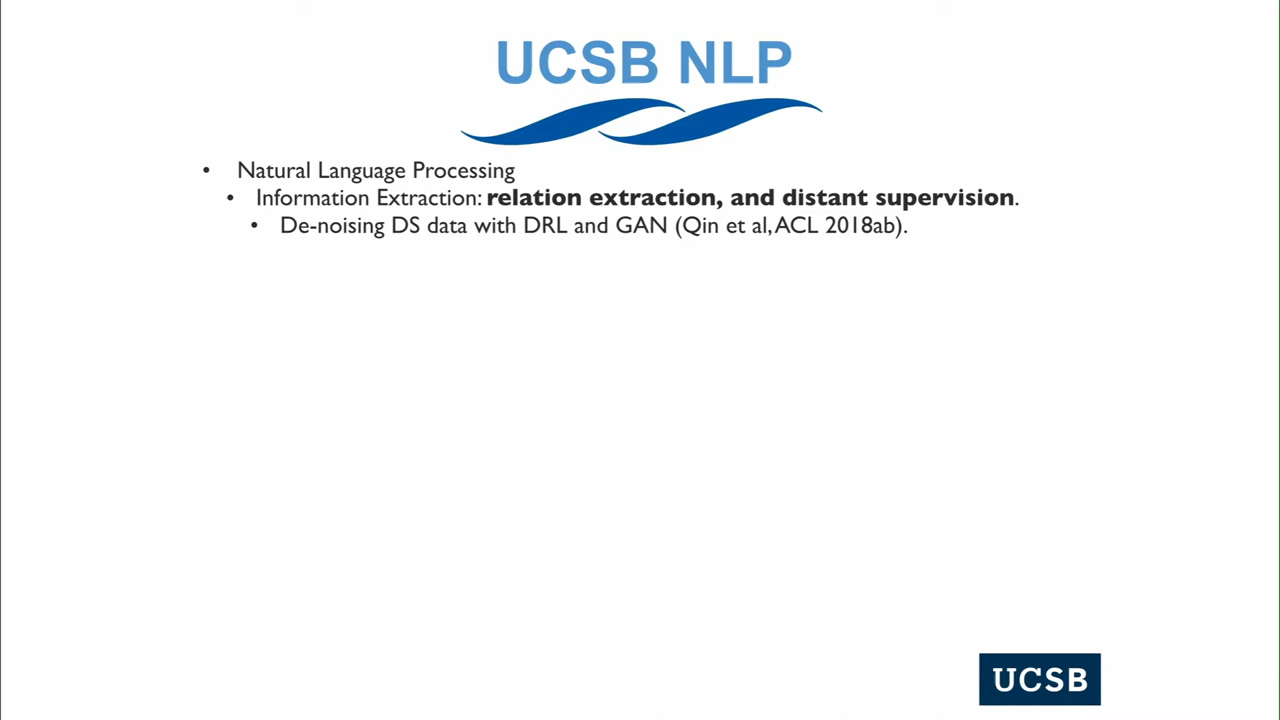 UCSB NLP
• Natural Language Processing
• Information Extraction: relation extraction, and distant supervision.
• De-noising DS data with DRL and GAN (Qin et al, ACL 2018ab).
UCSB